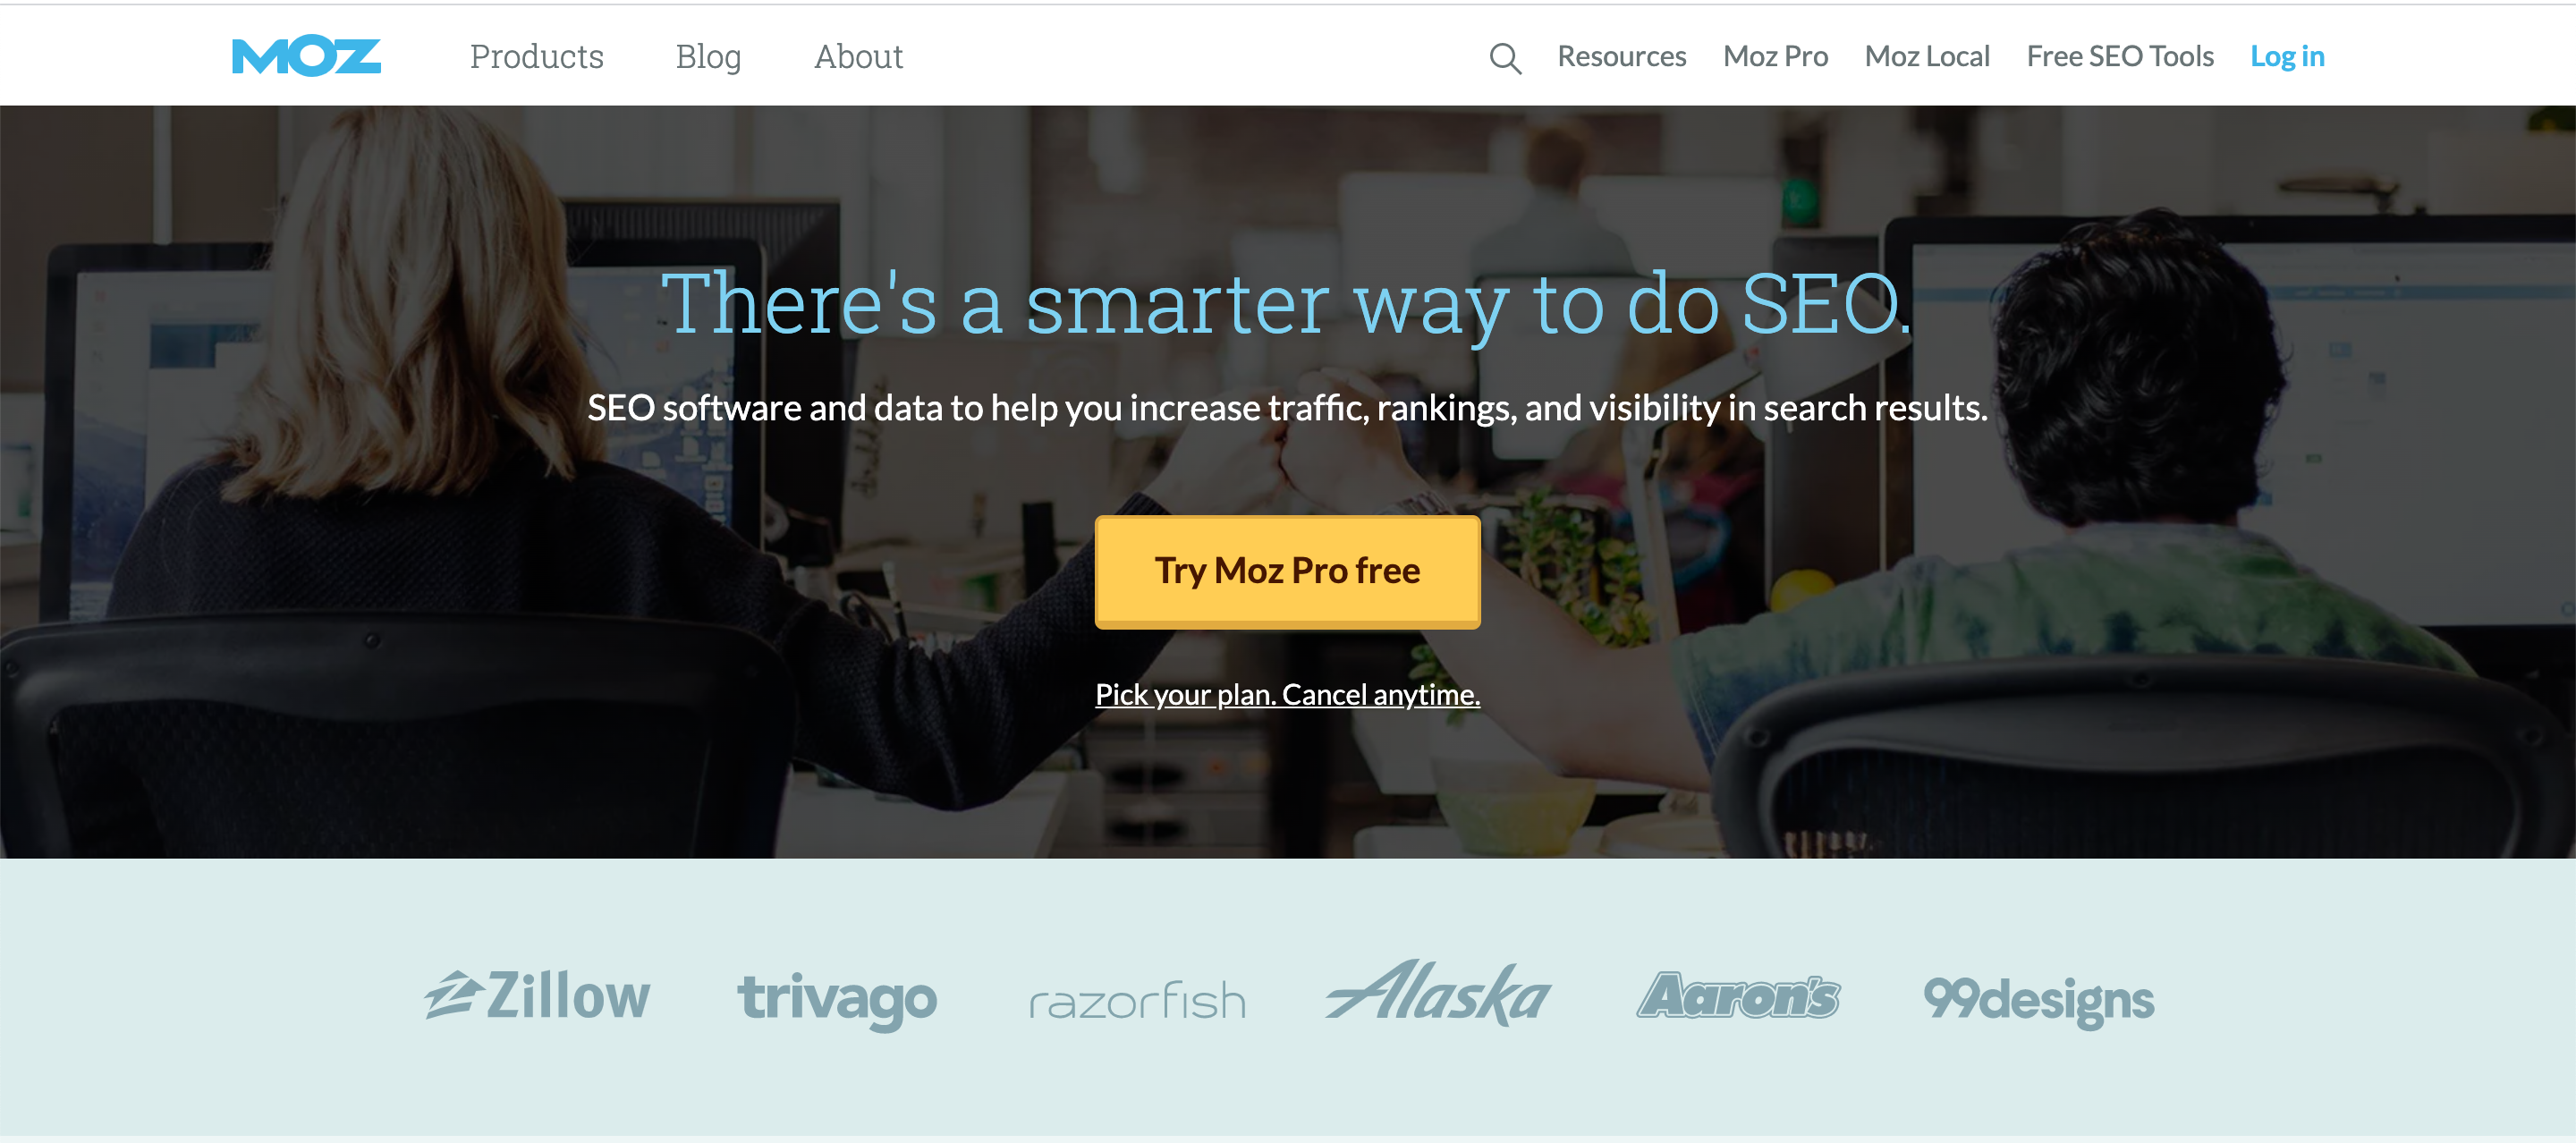 MOZ Products Blog About Resources Moz Pro Moz Local Free SEO Tools Log in
There's a smarter way to do SEO.
SEO software and data to help you increase traffic, rankings, and visibility in search results.
Try Moz Pro free
Pick your plan. Cancel anytime.
Zillow trivago razorfish Alaska Aaron's 99designs